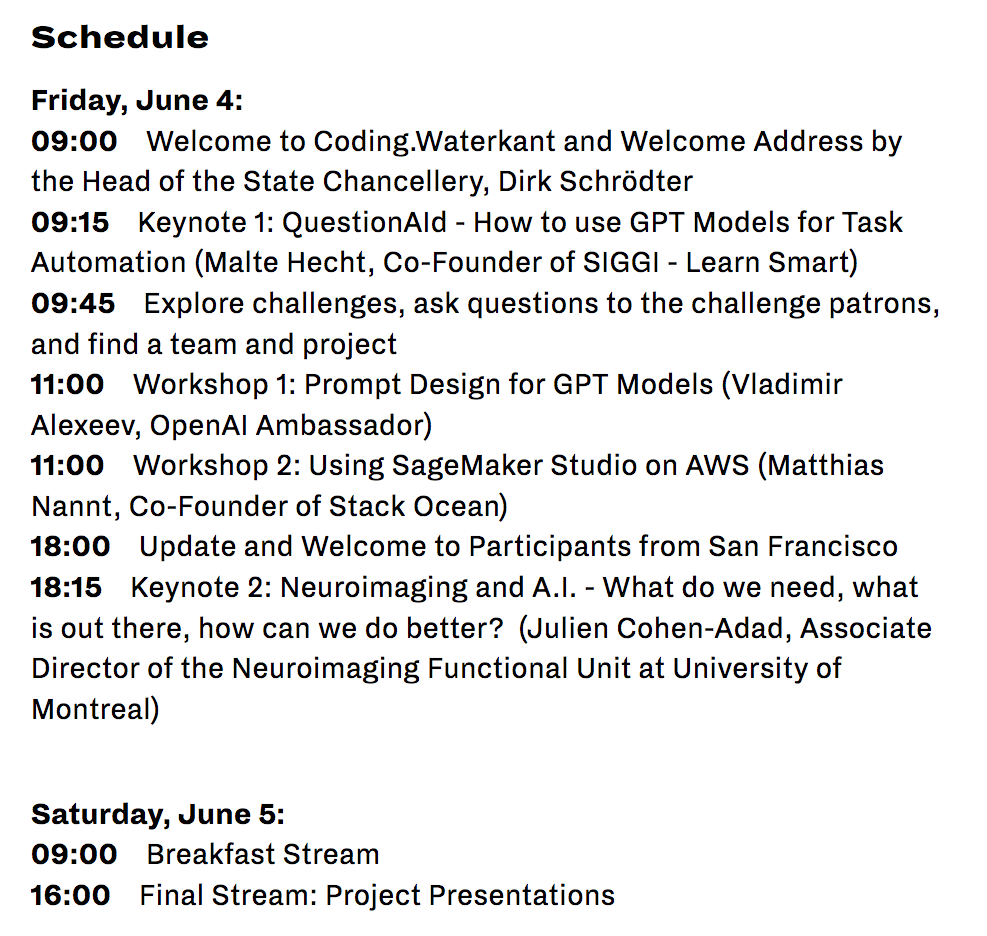 Schedule
Friday, June 4:
09:00 Welcome to Coding.Waterkant and Welcome Address by
the Head of the State Chancellery, Dirk Schrödter
09:15 Keynote 1: QuestionAId - How to use GPT Models for Task
Automation (Malte Hecht, Co-Founder of SIGGI - Learn Smart)
09:45 Explore challenges, ask questions to the challenge patrons,
and find a team and project
11:00 Workshop 1: Prompt Design for GPT Models (Vladimir
Alexeev, OpenAI Ambassador)
11:00 Workshop 2: Using SageMaker Studio on AWS (Matthias
Nannt, Co-Founder of Stack Ocean)
18:00 Update and Welcome to Participants from San Francisco
18:15 Keynote 2: Neuroimaging and A.I. - What do we need, what
is out there, how can we do better? (Julien Cohen-Adad, Associate
Director of the Neuroimaging Functional Unit at University of
Montreal)
Saturday, June 5:
09:00 Breakfast Stream
16:00 Final Stream: Project Presentations